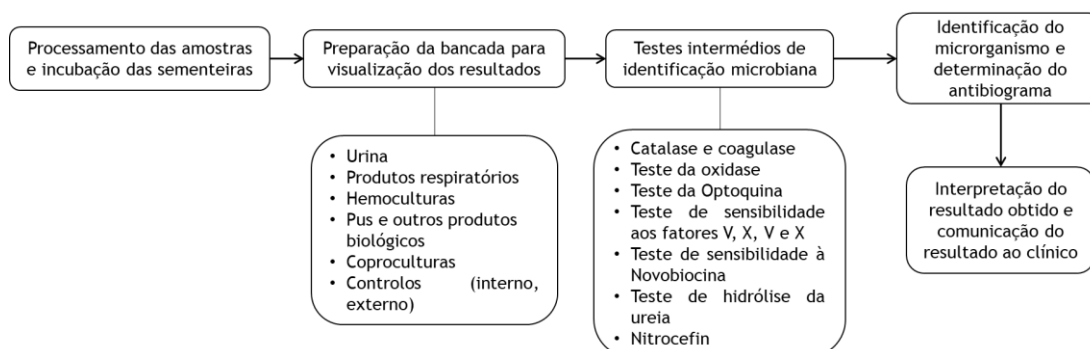 Processamento das amostras
e incubação das sementeiras
Preparação da bancada para
visualização dos resultados
Testes intermédios de
identificação microbiana
Identificação do
microrganismo e
determinação do
antibiograma
• Urina
• Produtos respiratórios
• Hemoculturas
• Pus e outros produtos
biológicos
• Coproculturas
• Controlos (interno,
externo)
• Catalase e coagulase
• Teste da oxidase
• Teste da Optoquina
• Teste de sensibilidade
aos fatores V, X, V e X
• Teste de sensibilidade à
Novobiocina
• Teste de hidrólise da
ureia
• Nitrocefin
Interpretação do
resultado obtido e
comunicação do
resultado ao clínico